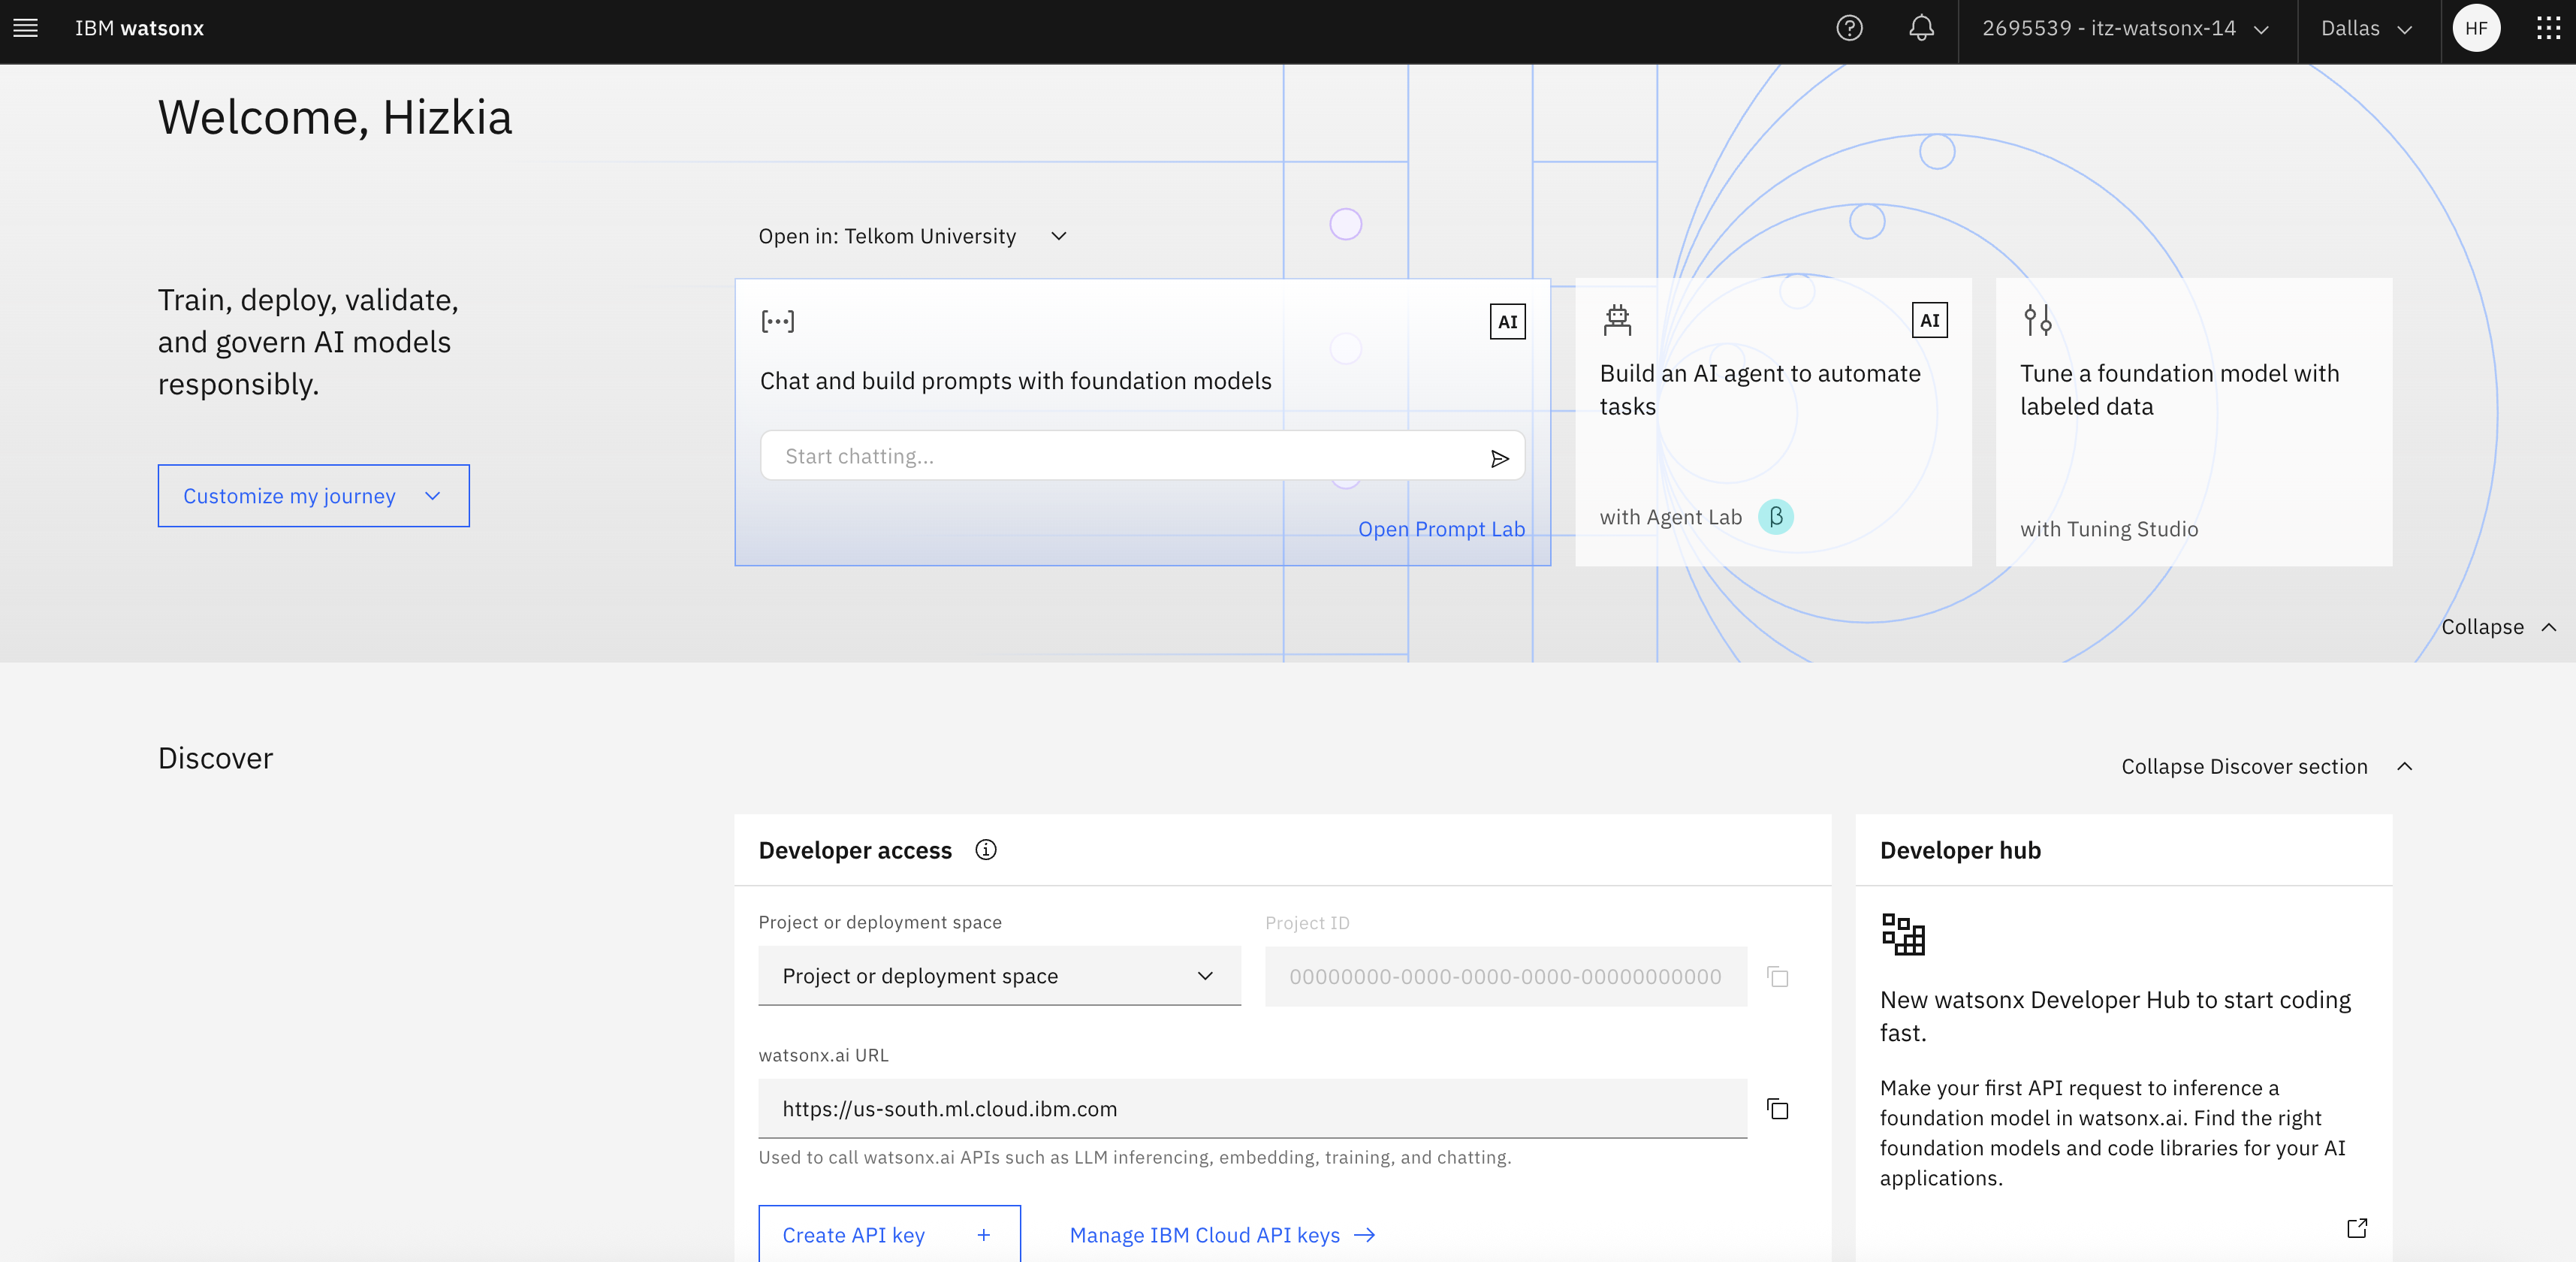 IBM watsonx
2695539 - itz-watsonx-14
Dallas
HF
Welcome, Hizkia
Train, deploy, validate,
and govern AI models
responsibly.
Customize my journey
Open in: Telkom University
[...]
AI
Chat and build prompts with foundation models
Start chatting...
Open Prompt Lab
AI
Build an AI agent to automate
tasks
with Agent Lab β
Tune a foundation model with
labeled data
with Tuning Studio
Collapse
Discover
Collapse Discover section
Developer access
Project or deployment space
Project or deployment space
Project ID
00000000-0000-0000-0000-00000000000
watsonx.ai URL
https://us-south.ml.cloud.ibm.com
Used to call watsonx.ai APIs such as LLM inferencing, embedding, training, and chatting.
Create API key +
Manage IBM Cloud API keys →
Developer hub
New watsonx Developer Hub to start coding
fast.
Make your first API request to inference a
foundation model in watsonx.ai. Find the right
foundation models and code libraries for your AI
applications.